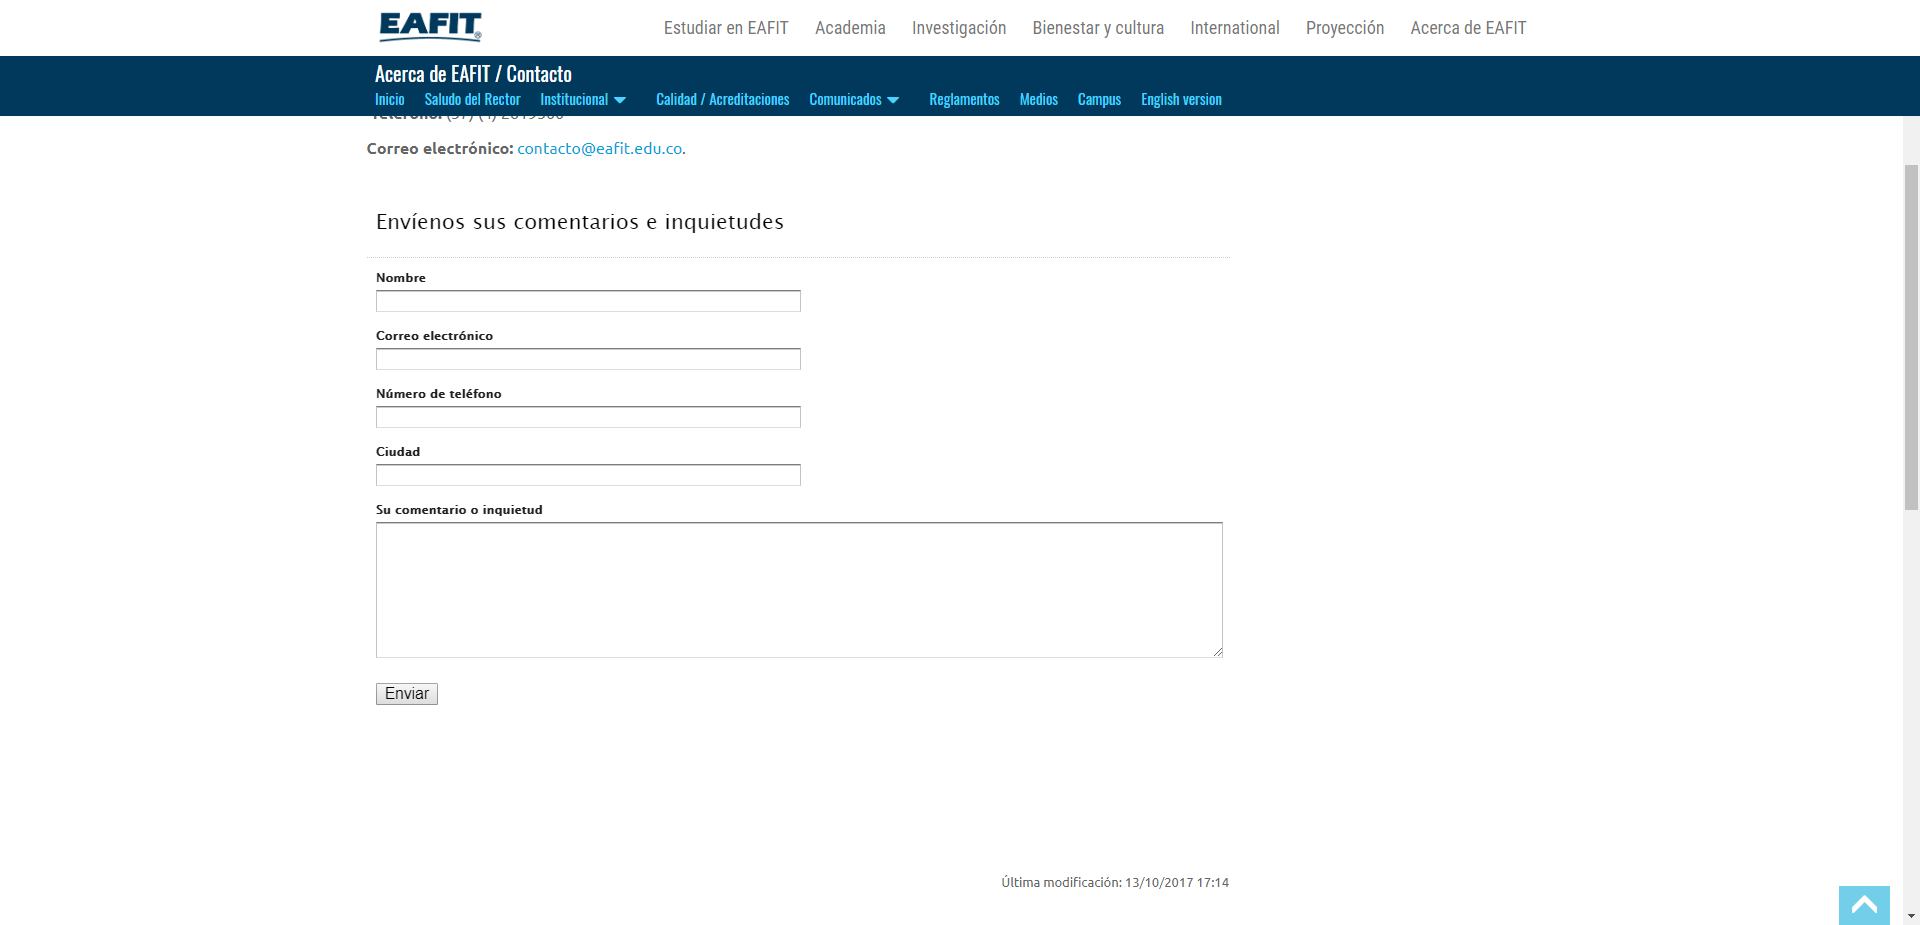 EAFIT®
Estudiar en EAFIT Academia Investigación Bienestar y cultura International Proyección Acerca de EAFIT
Acerca de EAFIT / Contacto
Inicio Saludo del Rector Institucional Calidad / Acreditaciones Comunicados Reglamentos Medios Campus English version
Correo electrónico: contacto@eafit.edu.co.
Envíenos sus comentarios e inquietudes
Nombre
Correo electrónico
Número de teléfono
Ciudad
Su comentario o inquietud
Enviar
Última modificación: 13/10/2017 17:14